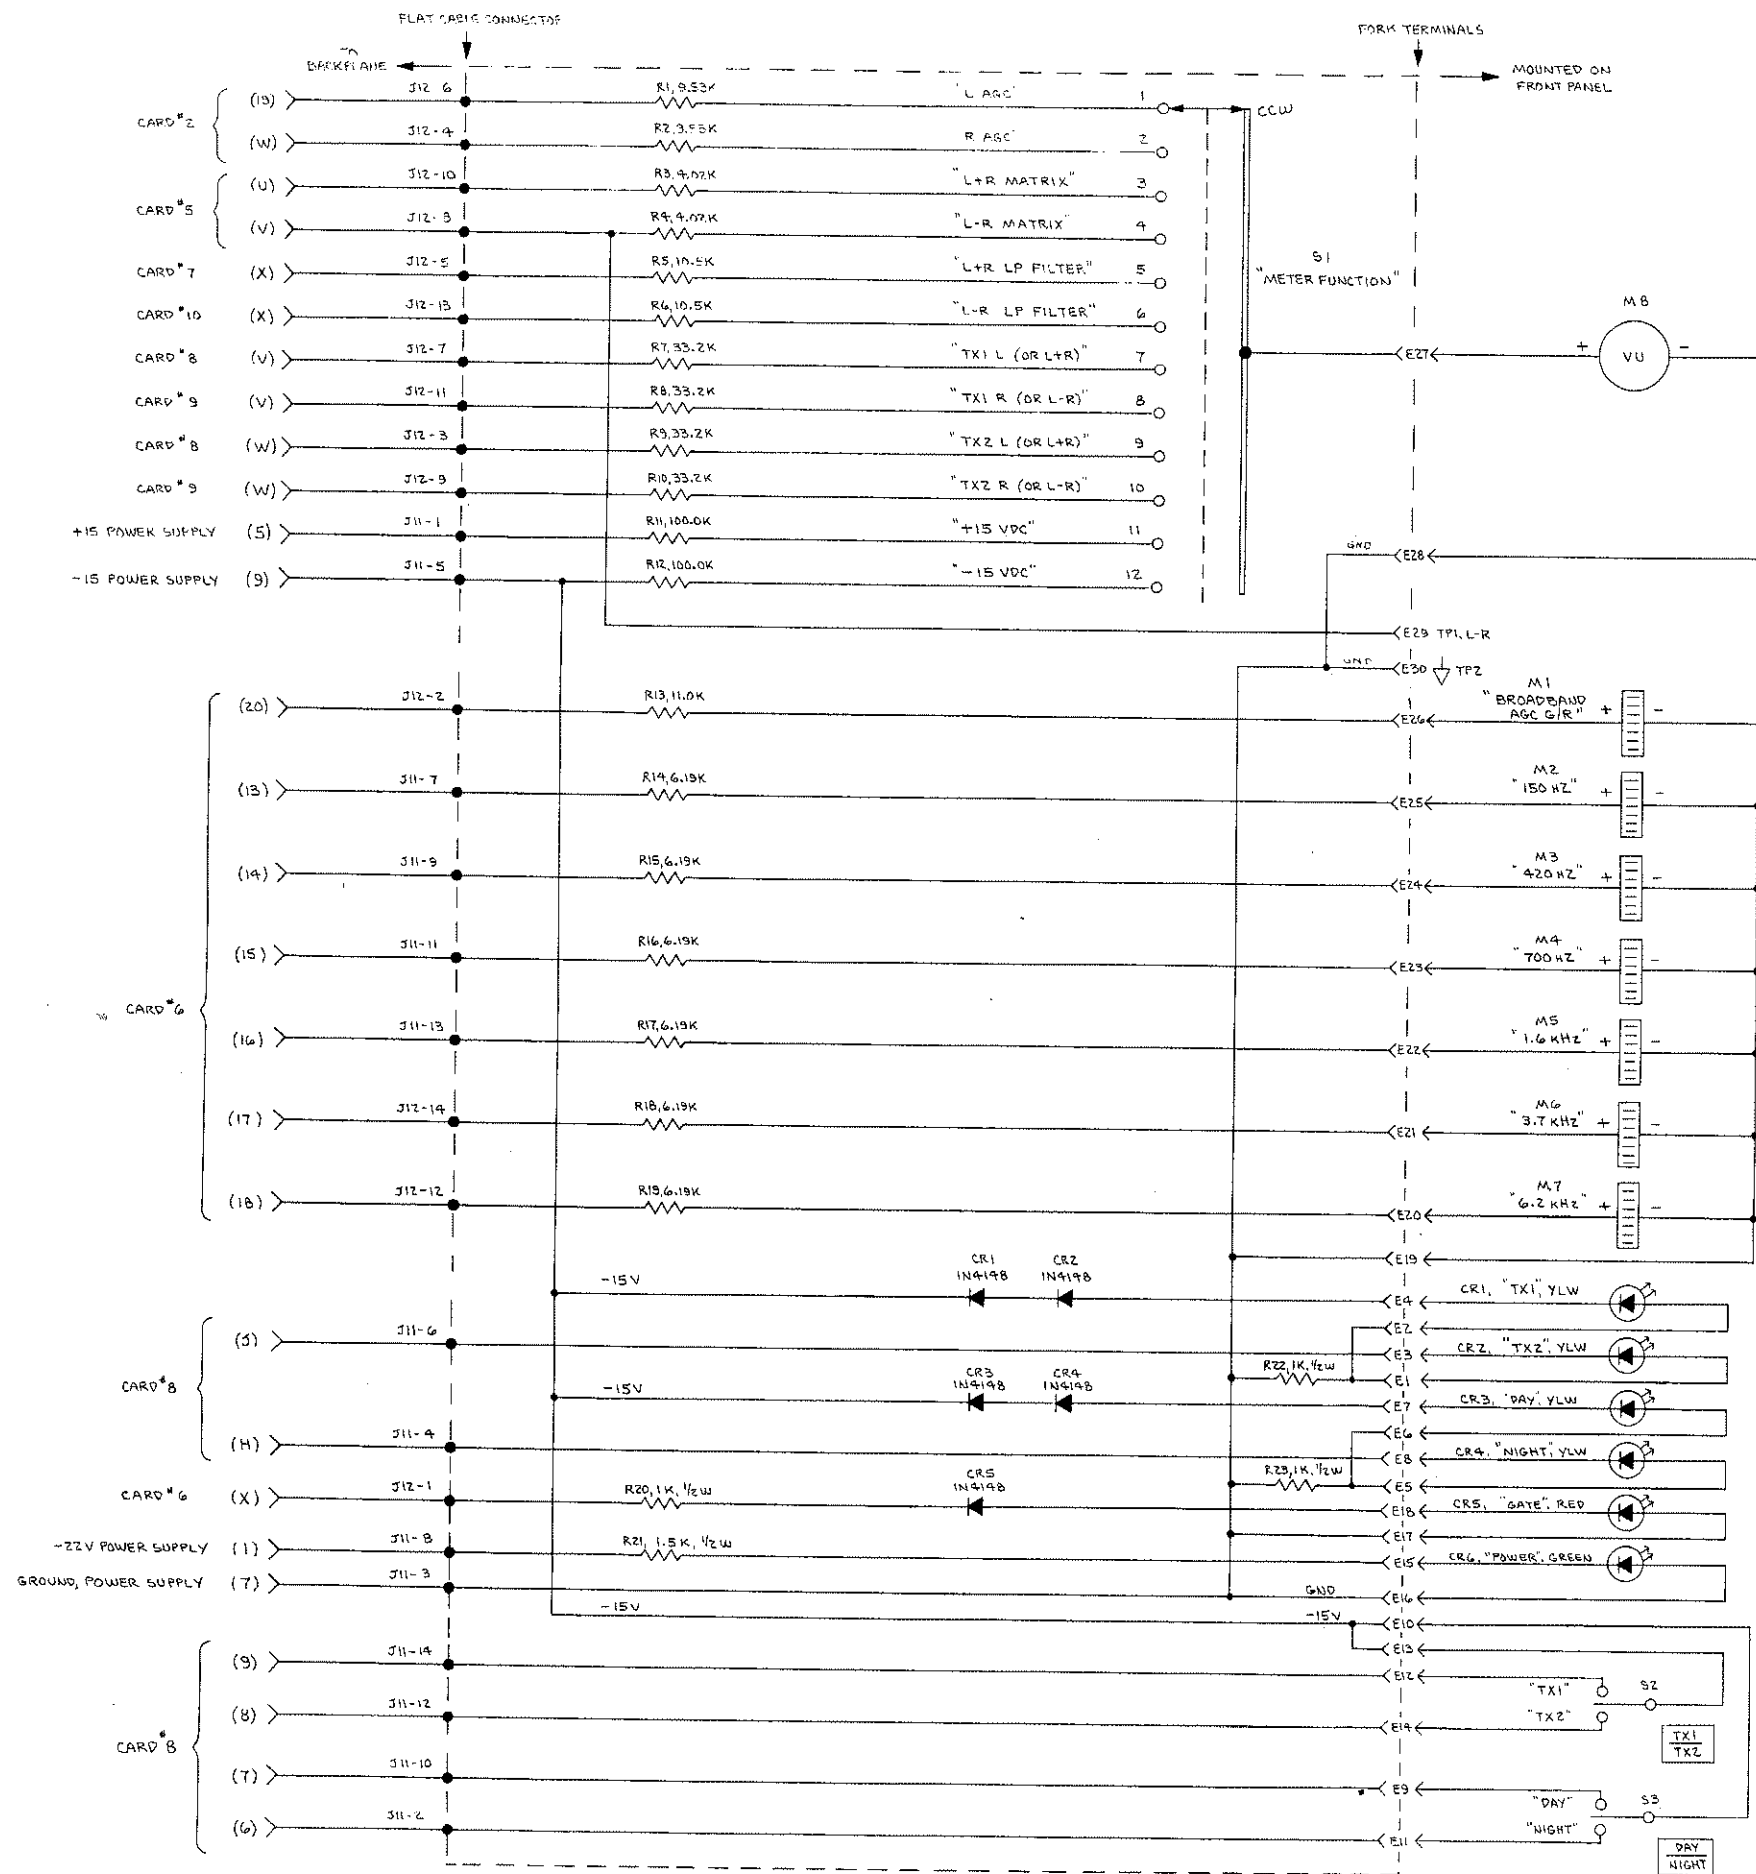 FLAT CABLE CONNECTOR
FORK TERMINALS
TO
BACKPLANE
MOUNTED ON
FRONT PANEL
CARD #2
(19) J12-6 R1, 9.53K "L AGC" 1
CCW
(W) J12-4 R2, 9.53K "R AGC" 2
CARD #5
(U) J12-10 R3, 4.02K "L+R MATRIX" 3
(V) J12-9 R4, 4.02K "L-R MATRIX" 4
CARD #7 (X) J12-5 R5, 10.5K "L+R LP FILTER" 5
S1
"METER FUNCTION"
CARD #10 (X) J12-13 R6, 10.5K "L-R LP FILTER" 6
M8
CARD #8 (V) J12-7 R7, 33.2K "TX1 L (OR L+R)" 7
E27 + VU -
CARD #9 (V) J12-11 R8, 33.2K "TX1 R (OR L-R)" 8
CARD #8 (W) J12-3 R9, 33.2K "TX2 L (OR L+R)" 9
CARD #9 (W) J12-9 R10, 33.2K "TX2 R (OR L-R)" 10
+15 POWER SUPPLY (5) J11-1 R11, 100.0K "+15 VDC" 11
GND E28
-15 POWER SUPPLY (9) J11-5 R12, 100.0K "-15 VDC" 12
E29 TP1, L-R
GND E30 TP2
CARD #6
(20) J12-2 R13, 11.0K E26
M1
"BROADBAND
AGC G/R" + -
(13) J11-7 R14, 6.19K E25
M2
"150 HZ" + -
(14) J11-9 R15, 6.19K E24
M3
"420 HZ" + -
(15) J11-11 R16, 6.19K E23
M4
"700 HZ" + -
(16) J11-13 R17, 6.19K E22
M5
"1.6 KHZ" + -
(17) J12-14 R18, 6.19K E21
M6
"3.7 KHZ" + -
(18) J12-12 R19, 6.19K E20
M7
"6.2 KHZ" + -
E19
-15V
CR1
1N4148
CR2
1N4148
E4 CR1, "TX1", YLW
E2
CARD #8
(J) J11-6 E3 CR2, "TX2", YLW
R22, 1K, 1/2W E1
-15V
CR3
1N4148
CR4
1N4148
E7 CR3, "DAY", YLW
E6
(H) J11-4 E8 CR4, "NIGHT", YLW
R23, 1K, 1/2W E5
CARD #6 (X) J12-1 R20, 1K, 1/2W
CR5
1N4148
E18 CR5, "GATE", RED
E17
-22V POWER SUPPLY (1) J11-8 R21, 1.5K, 1/2W E15 CR6, "POWER", GREEN
GROUND, POWER SUPPLY (7) J11-3 GND E16
-15V -15V E10
E13
CARD #8
(9) J11-14 E12
"TX1" S2
(8) J11-12 "TX2"
E14
TX1
TX2
(7) J11-10 E9
"DAY" S3
(6) J11-2 "NIGHT"
E11
DAY
NIGHT